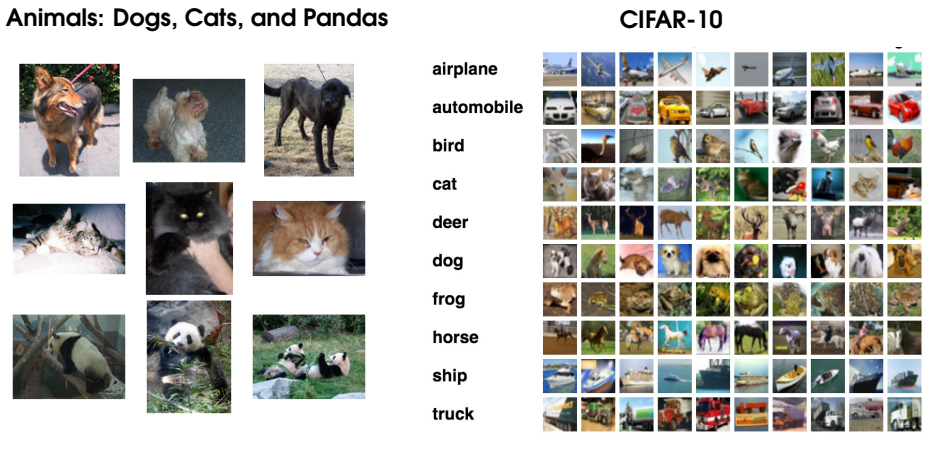 Animals: Dogs, Cats, and Pandas
CIFAR-10
airplane
automobile
bird
cat
deer
dog
frog
horse
ship
truck